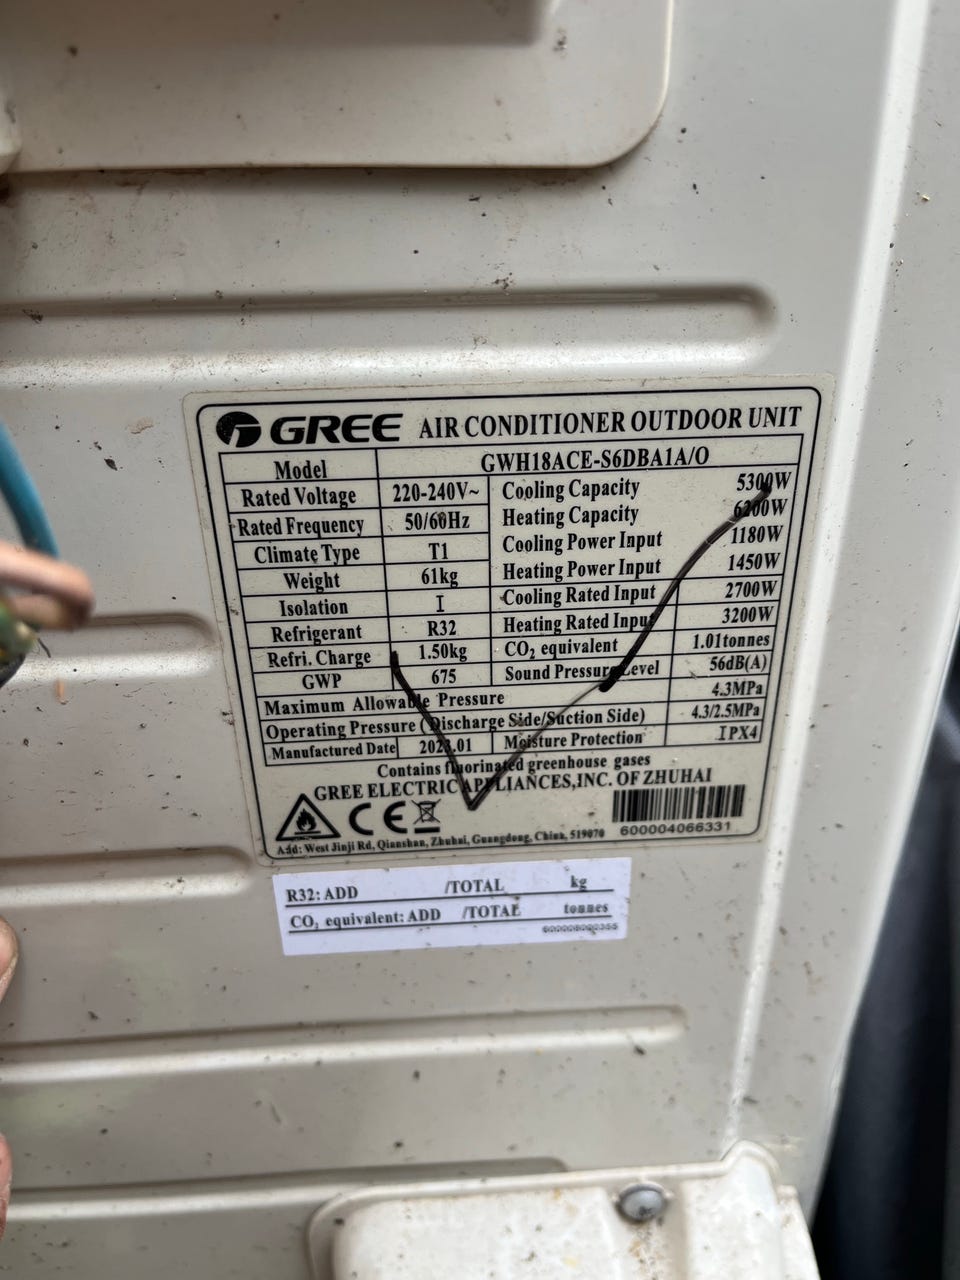 GREE AIR CONDITIONER OUTDOOR UNIT
Model GWH18ACE-S6DBA1A/O
Rated Voltage 220-240V~ Cooling Capacity 5300W
Rated Frequency 50/60Hz Heating Capacity 6200W
Climate Type T1 Cooling Power Input 1180W
Weight 61kg Heating Power Input 1450W
Isolation I Cooling Rated Input 2700W
Refrigerant R32 Heating Rated Input 3200W
Refri. Charge 1.50kg CO₂ equivalent 1.01tonnes
GWP 675 Sound Pressure Level 56dB(A)
Maximum Allowable Pressure 4.3MPa
Operating Pressure (Discharge Side/Suction Side) 4.3/2.5MPa
Manufactured Date 2023.01 Moisture Protection IPX4
Contains fluorinated greenhouse gases
GREE ELECTRIC APPLIANCES,INC. OF ZHUHAI
CE
600004066331
Add: West Jinji Rd, Qianshan, Zhuhai, Guangdong, China, 519070
R32: ADD /TOTAL kg
CO₂ equivalent: ADD /TOTAL tonnes